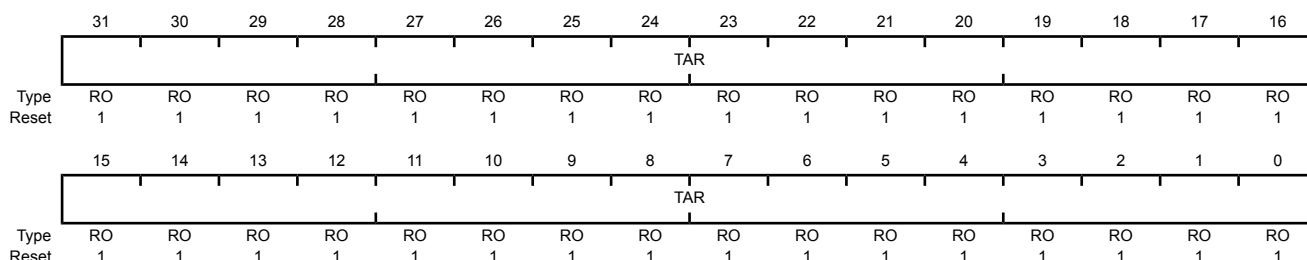 31 30 29 28 27 26 25 24 23 22 21 20 19 18 17 16
TAR
Type RO RO RO RO RO RO RO RO RO RO RO RO RO RO RO RO
Reset 1 1 1 1 1 1 1 1 1 1 1 1 1 1 1 1
15 14 13 12 11 10 9 8 7 6 5 4 3 2 1 0
TAR
Type RO RO RO RO RO RO RO RO RO RO RO RO RO RO RO RO
Reset 1 1 1 1 1 1 1 1 1 1 1 1 1 1 1 1